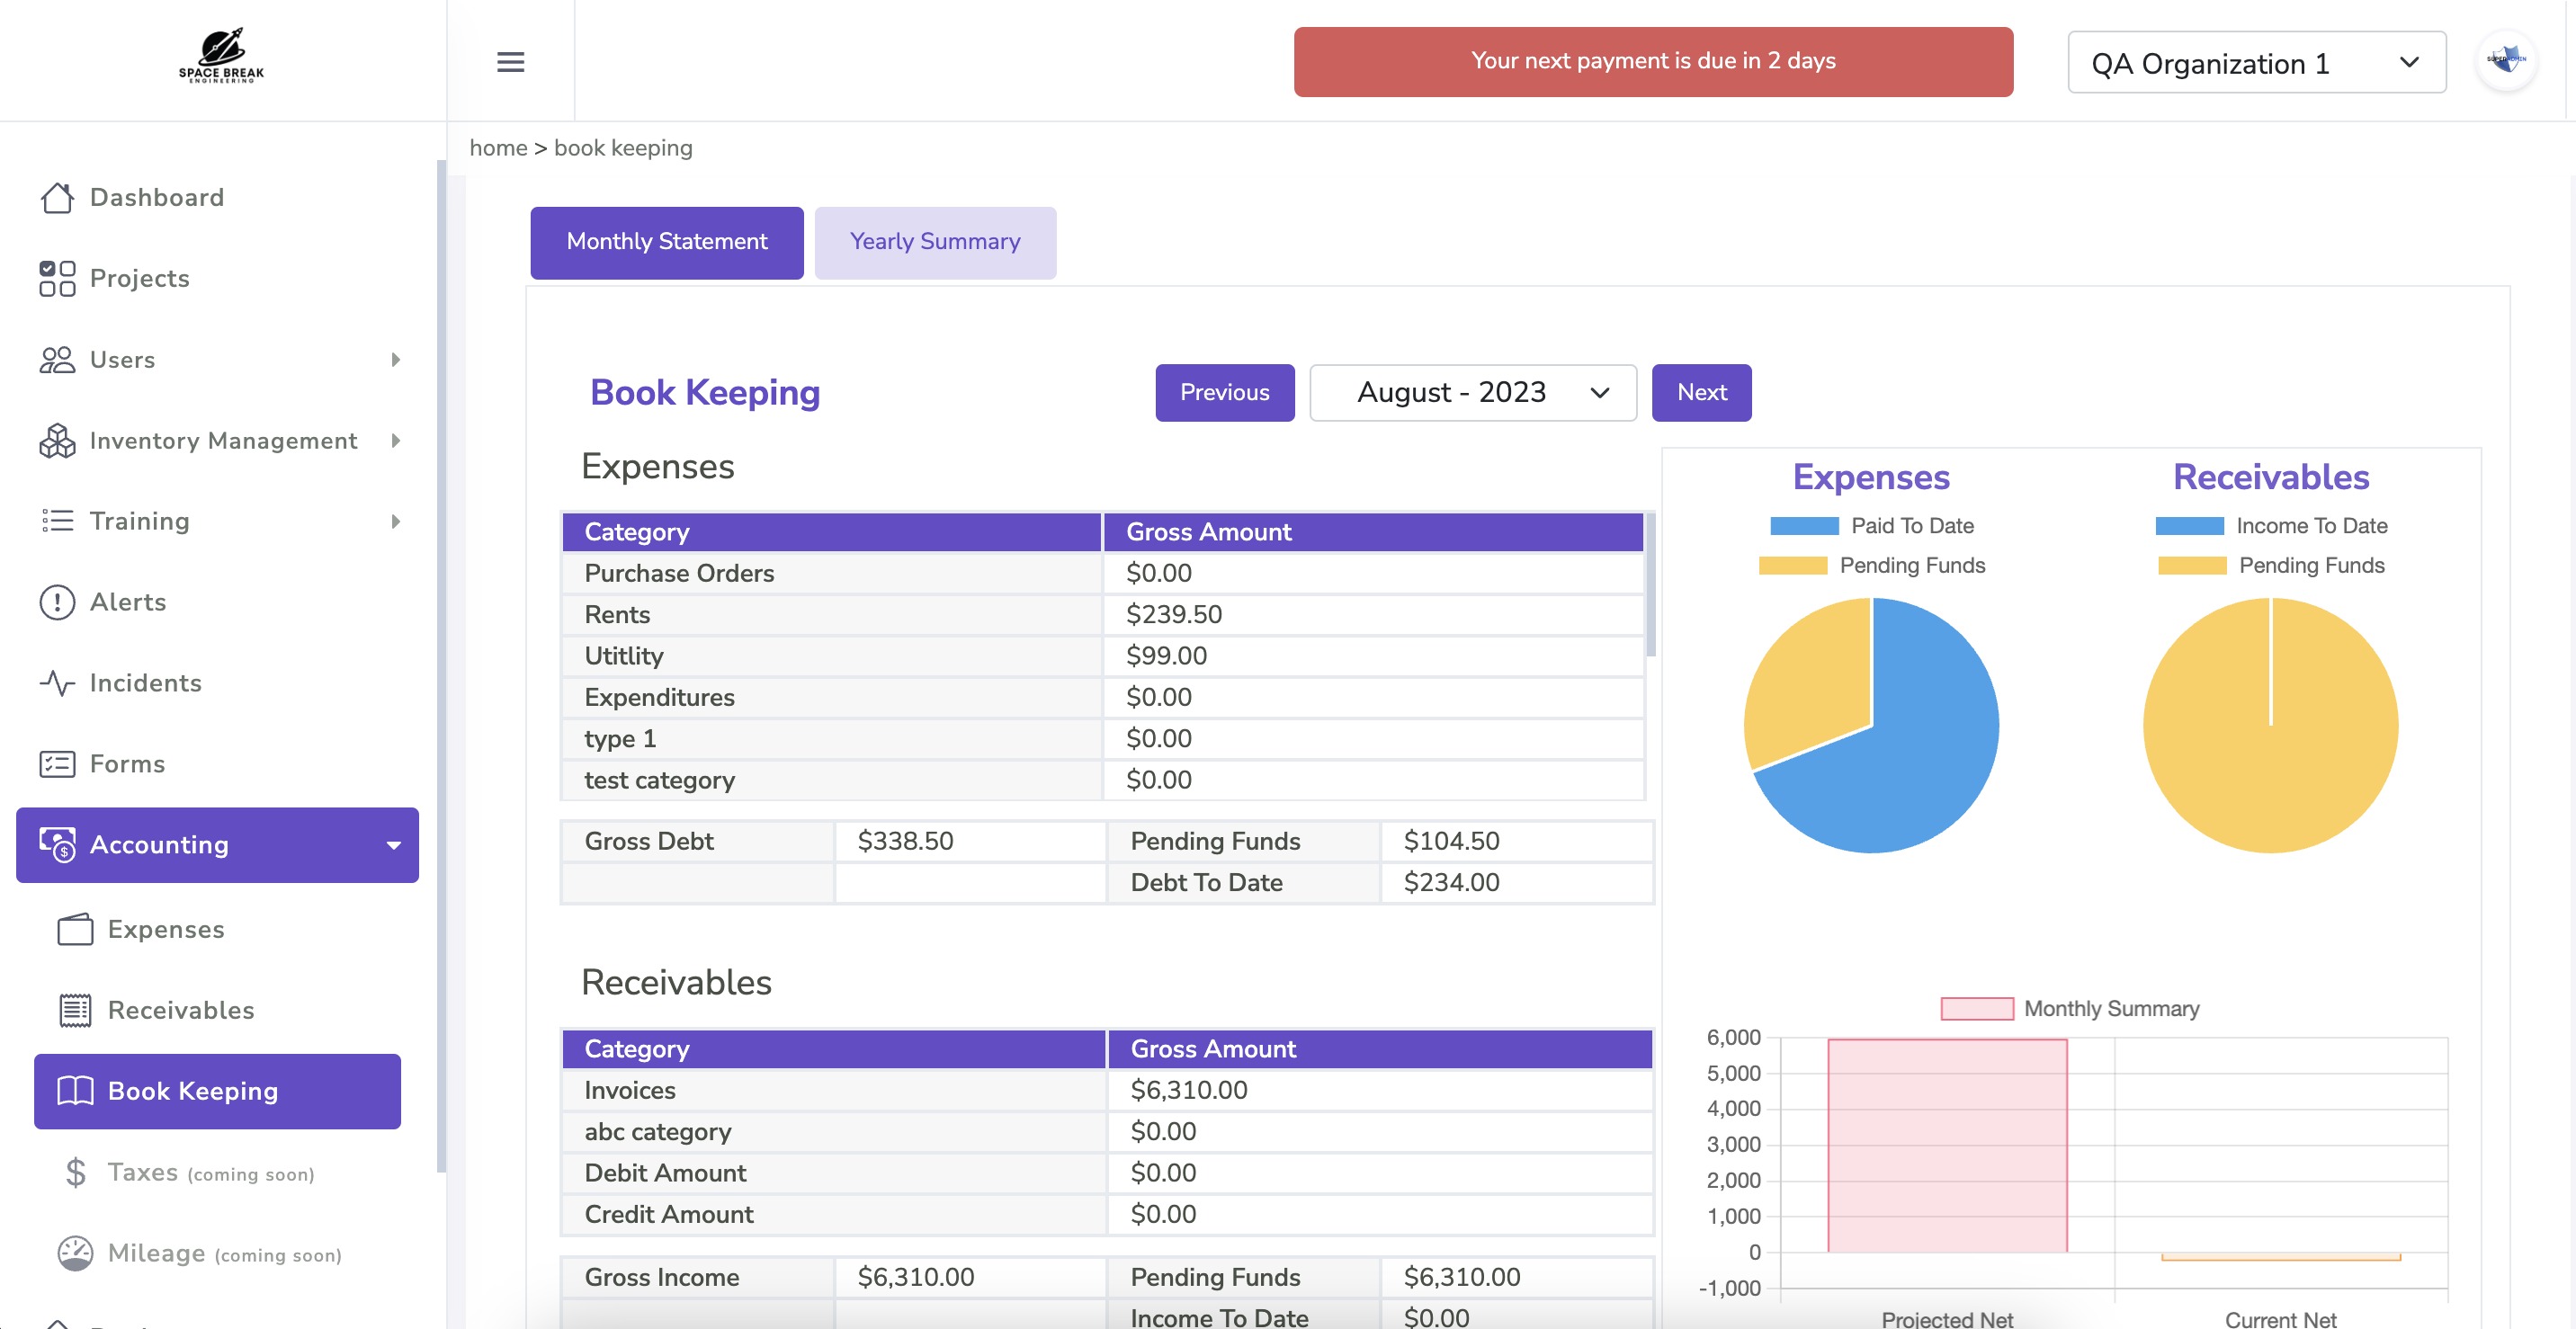 SPACE BREAK
ENGINEERING
Your next payment is due in 2 days
QA Organization 1
home > book keeping
Dashboard
Projects
Users
Inventory Management
Training
Alerts
Incidents
Forms
Accounting
Expenses
Receivables
Book Keeping
Taxes (coming soon)
Mileage (coming soon)
Monthly Statement
Yearly Summary
Book Keeping
Previous
August - 2023
Next
Expenses
Category Gross Amount
Purchase Orders $0.00
Rents $239.50
Utitlity $99.00
Expenditures $0.00
type 1 $0.00
test category $0.00
Gross Debt $338.50 Pending Funds $104.50
Debt To Date $234.00
Receivables
Category Gross Amount
Invoices $6,310.00
abc category $0.00
Debit Amount $0.00
Credit Amount $0.00
Gross Income $6,310.00 Pending Funds $6,310.00
Income To Date $0.00
Expenses
Paid To Date
Pending Funds
Receivables
Income To Date
Pending Funds
Monthly Summary
6,000
5,000
4,000
3,000
2,000
1,000
0
-1,000
Projected Net Current Net